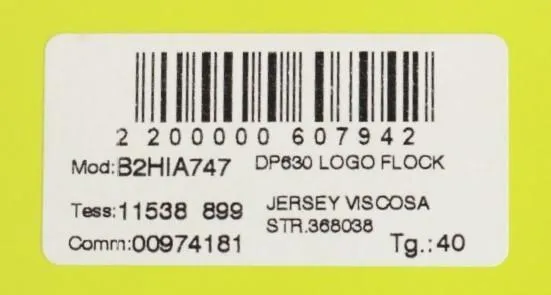 2 200000 607942
Mod:B2HIA747 DP630 LOGO FLOCK
Tess:11538 899 JERSEY VISCOSA
STR.368038
Comm:00974181 Tg.:40